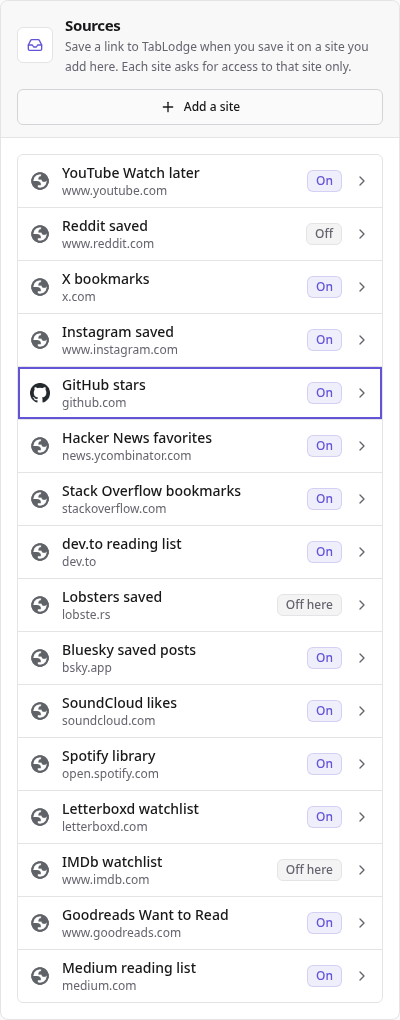 Sources
Save a link to TabLodge when you save it on a site you
add here. Each site asks for access to that site only.
Add a site
YouTube Watch later
www.youtube.com
On
Reddit saved
www.reddit.com
Off
X bookmarks
x.com
On
Instagram saved
www.instagram.com
On
GitHub stars
github.com
On
Hacker News favorites
news.ycombinator.com
On
Stack Overflow bookmarks
stackoverflow.com
On
dev.to reading list
dev.to
On
Lobsters saved
lobste.rs
Off here
Bluesky saved posts
bsky.app
On
SoundCloud likes
soundcloud.com
On
Spotify library
open.spotify.com
On
Letterboxd watchlist
letterboxd.com
On
IMDb watchlist
www.imdb.com
Off here
Goodreads Want to Read
www.goodreads.com
On
Medium reading list
medium.com
On